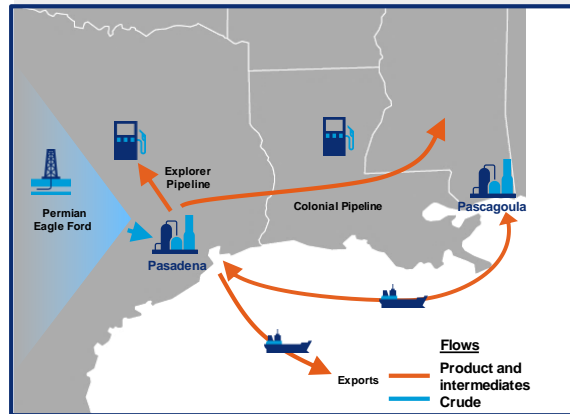 Explorer
Pipeline
Permian
Eagle Ford
Colonial Pipeline
Pascagoula
Pasadena
Exports
Flows
Product and
intermediates
Crude